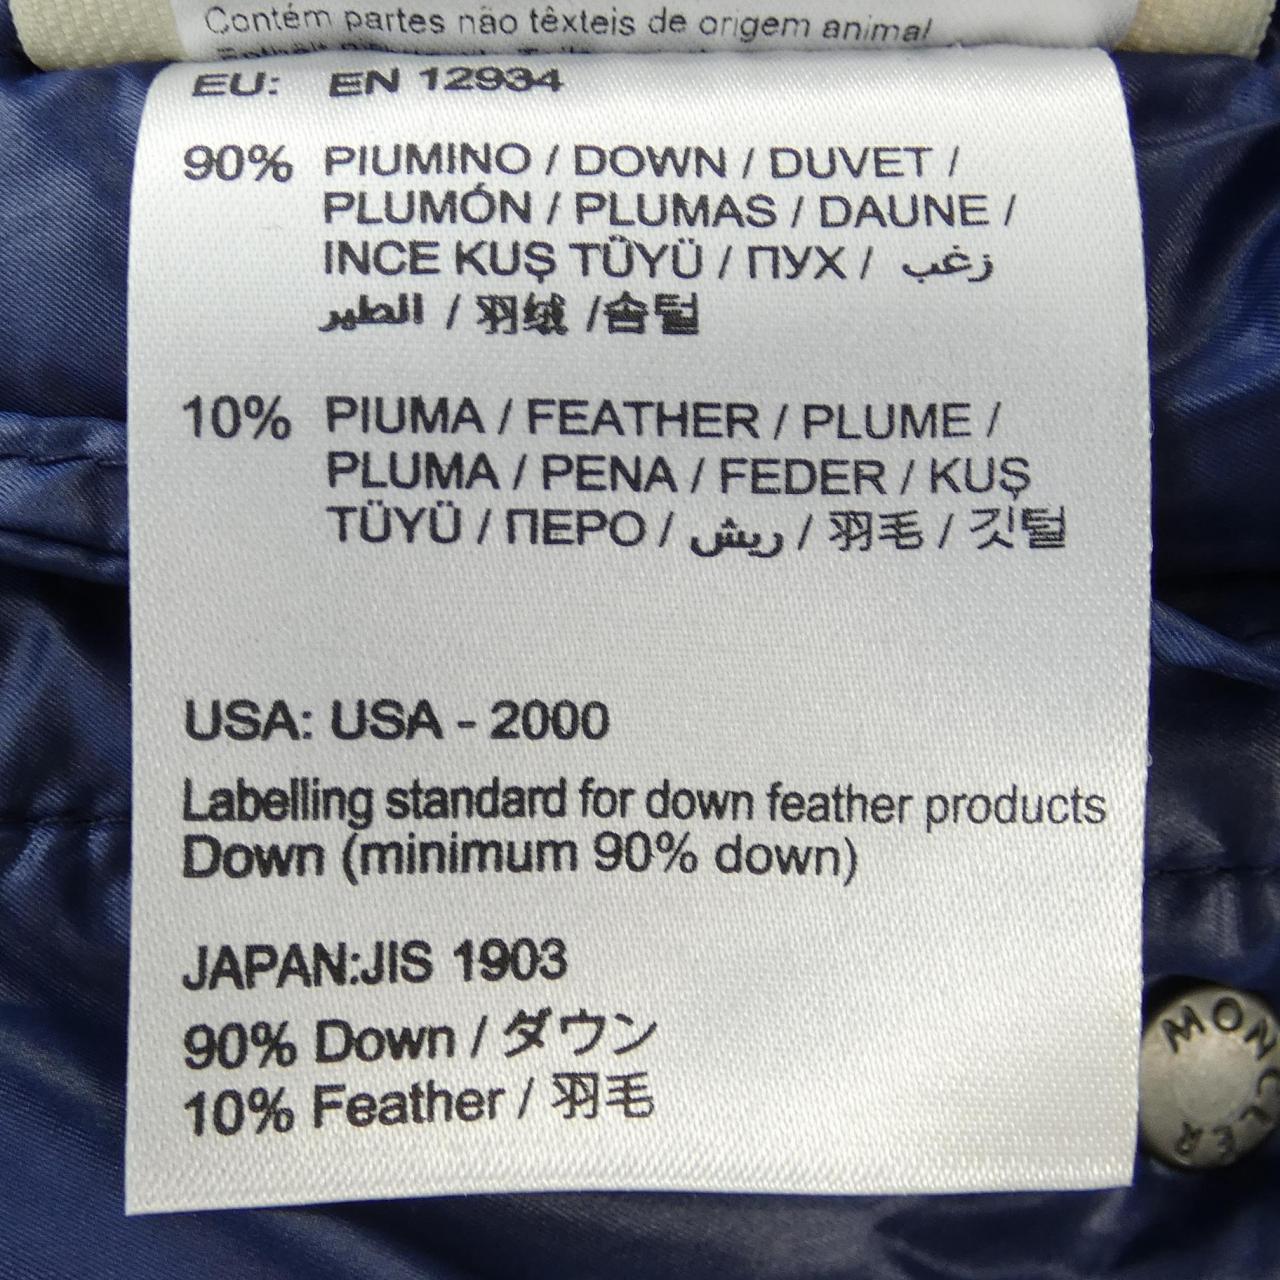 Contém partes não têxteis de origem animal
EU: EN 12934
90% PIUMINO / DOWN / DUVET /
PLUMÓN / PLUMAS / DAUNE /
INCE KUŞ TÜYÜ / ПУХ / زغب
الطير / 羽绒 /솜털
10% PIUMA / FEATHER / PLUME /
PLUMA / PENA / FEDER / KUŞ
TÜYÜ / ПЕРО / ريش / 羽毛 / 깃털
USA: USA - 2000
Labelling standard for down feather products
Down (minimum 90% down)
JAPAN:JIS 1903
90% Down / ダウン
10% Feather / 羽毛
MONCLER